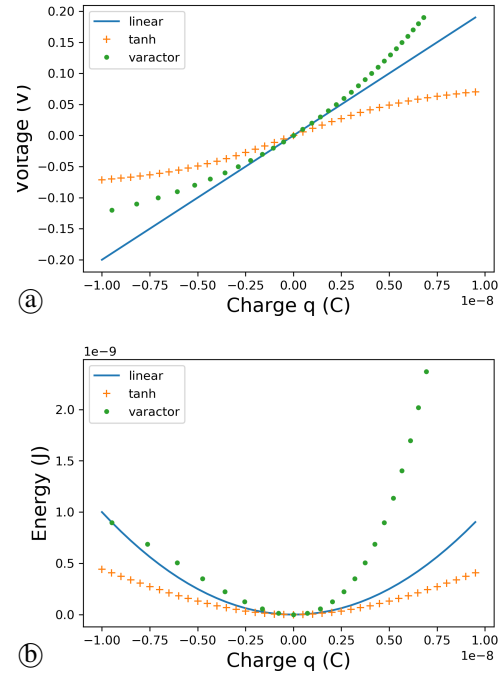 0.20
0.15
0.10
0.05
0.00
−0.05
−0.10
−0.15
−0.20
voltage (V)
linear
tanh
varactor
−1.00 −0.75 −0.50 −0.25 0.00 0.25 0.50 0.75 1.00
1e−8
Charge q (C)
a
1e−9
2.0
1.5
1.0
0.5
0.0
Energy (J)
linear
tanh
varactor
−1.00 −0.75 −0.50 −0.25 0.00 0.25 0.50 0.75 1.00
1e−8
Charge q (C)
b